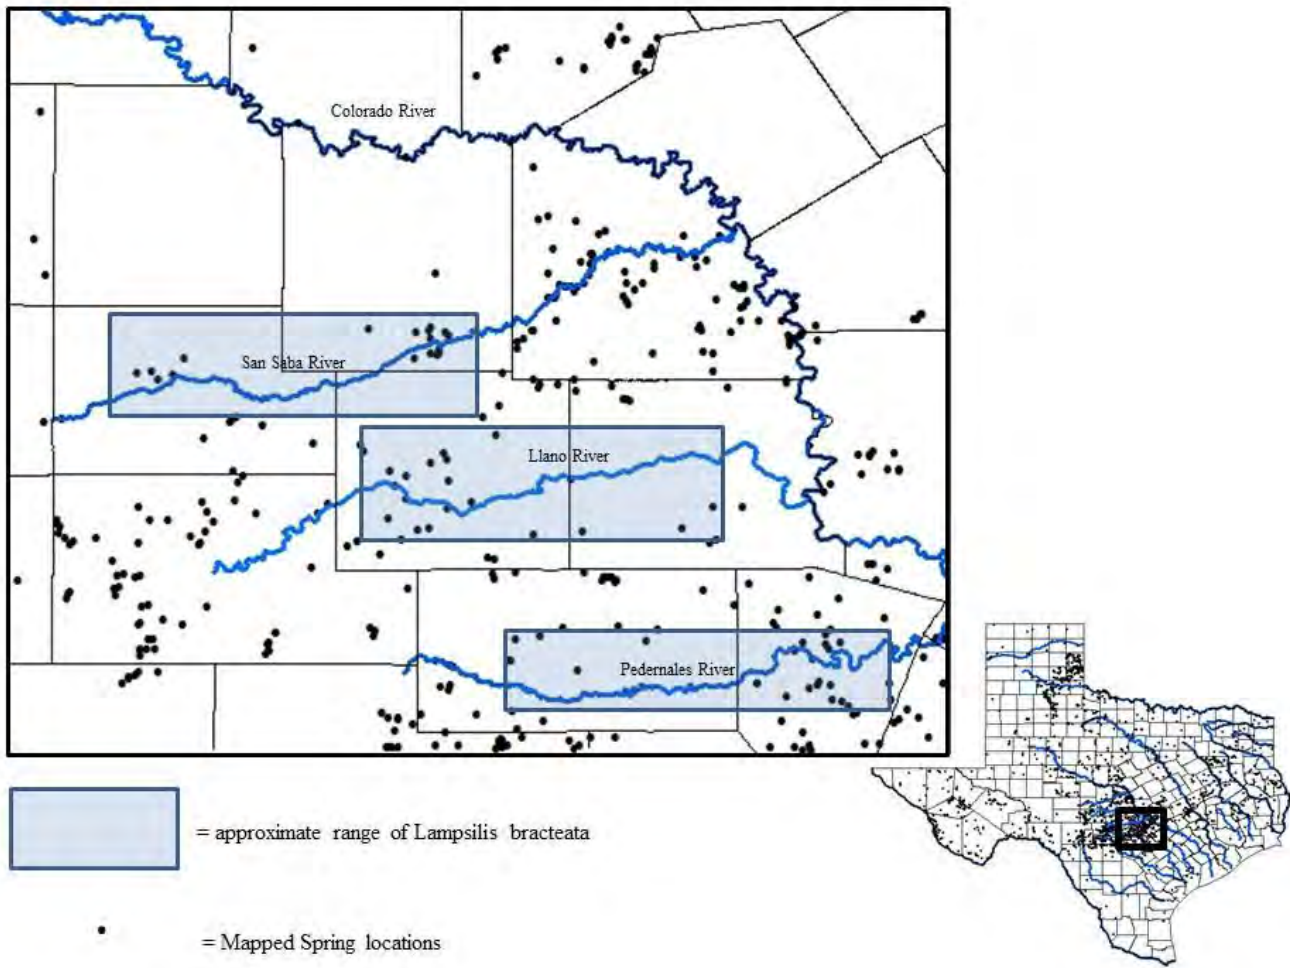 Colorado River
San Saba River
Llano River
Pedernales River
= approximate range of Lampsilis bracteata
= Mapped Spring locations